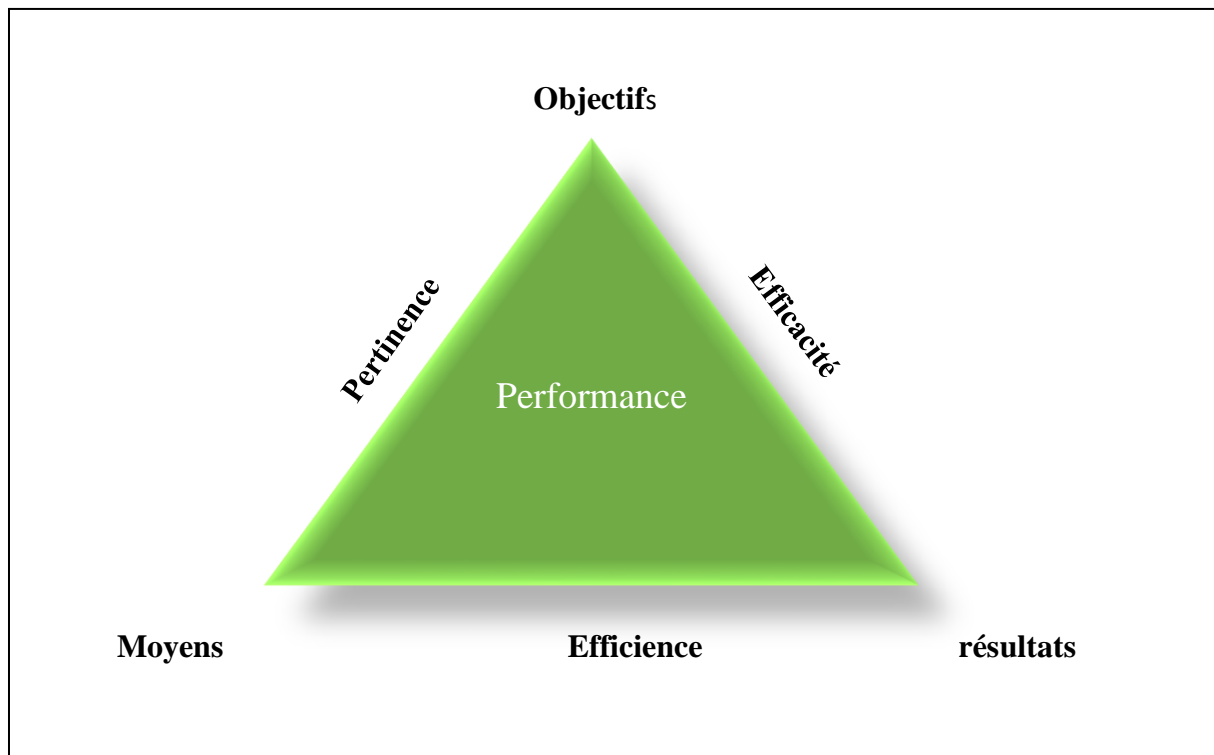 Objectifs
Pertinence
Efficacité
Performance
Moyens
Efficience
résultats